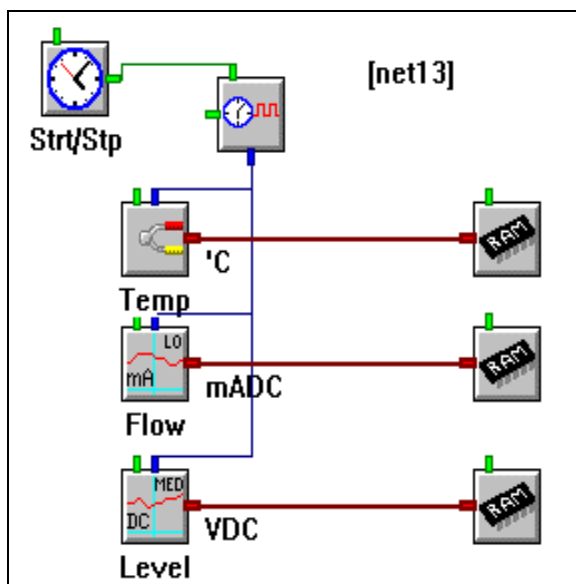 [net13]
Strt/Stp
RAM
'C
Temp
LO
mA
RAM
mADC
Flow
MED
DC
RAM
VDC
Level